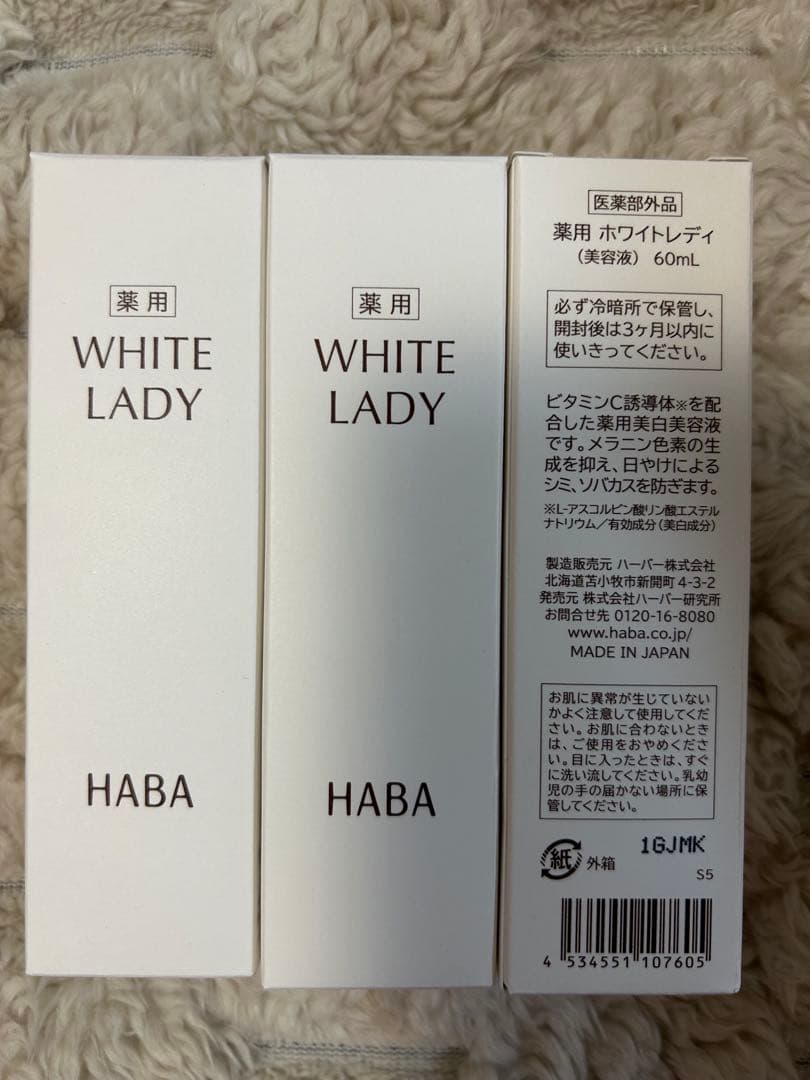 薬用
WHITE
LADY
HABA
薬用
WHITE
LADY
HABA
医薬部外品
薬用 ホワイトレディ
（美容液） 60mL
必ず冷暗所で保管し、
開封後は3ヶ月以内に
使いきってください。
ビタミンC誘導体※を配
合した薬用美白美容液
です。メラニン色素の生
成を抑え、日やけによる
シミ、ソバカスを防ぎます。
※L-アスコルビン酸リン酸エステル
ナトリウム／有効成分（美白成分）
製造販売元 ハーバー株式会社
北海道苫小牧市新開町 4-3-2
発売元 株式会社ハーバー研究所
お問合せ先 0120-16-8080
www.haba.co.jp/
MADE IN JAPAN
お肌に異常が生じていない
かよく注意して使用してくだ
さい。お肌に合わないとき
は、ご使用をおやめくださ
い。目に入ったときは、すぐ
に洗い流してください。乳幼
児の手の届かない場所に保
管してください。
紙 外箱
1GJMK
S5
4 534551 107605